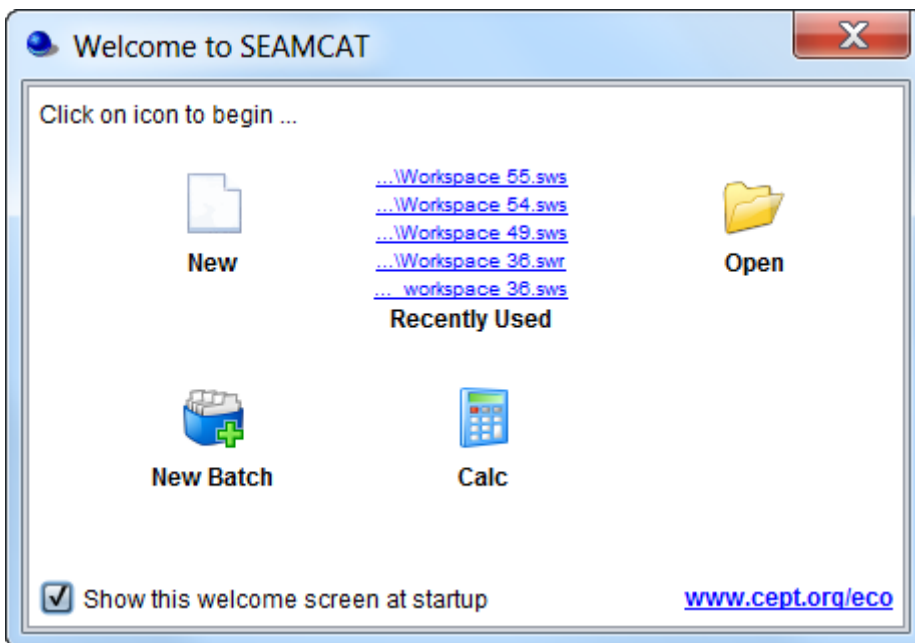 Welcome to SEAMCAT
Click on icon to begin ...
New
...\Workspace 55.sws
...\Workspace 54.sws
...\Workspace 49.sws
...\Workspace 36.swr
... workspace 36.sws
Recently Used
Open
New Batch
Calc
Show this welcome screen at startup
www.cept.org/eco